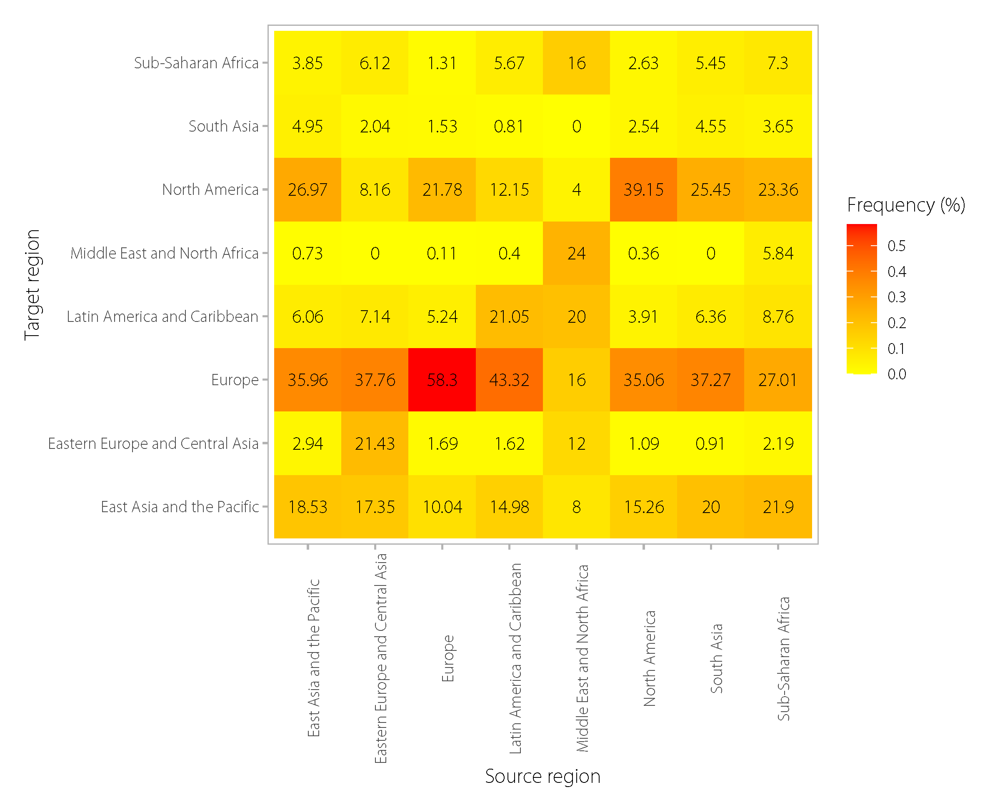 Target region
Sub-Saharan Africa 3.85 6.12 1.31 5.67 16 2.63 5.45 7.3
South Asia 4.95 2.04 1.53 0.81 0 2.54 4.55 3.65
North America 26.97 8.16 21.78 12.15 4 39.15 25.45 23.36
Middle East and North Africa 0.73 0 0.11 0.4 24 0.36 0 5.84
Latin America and Caribbean 6.06 7.14 5.24 21.05 20 3.91 6.36 8.76
Europe 35.96 37.76 58.3 43.32 16 35.06 37.27 27.01
Eastern Europe and Central Asia 2.94 21.43 1.69 1.62 12 1.09 0.91 2.19
East Asia and the Pacific 18.53 17.35 10.04 14.98 8 15.26 20 21.9
East Asia and the Pacific
Eastern Europe and Central Asia
Europe
Latin America and Caribbean
Middle East and North Africa
North America
South Asia
Sub-Saharan Africa
Source region
Frequency (%)
0.5
0.4
0.3
0.2
0.1
0.0